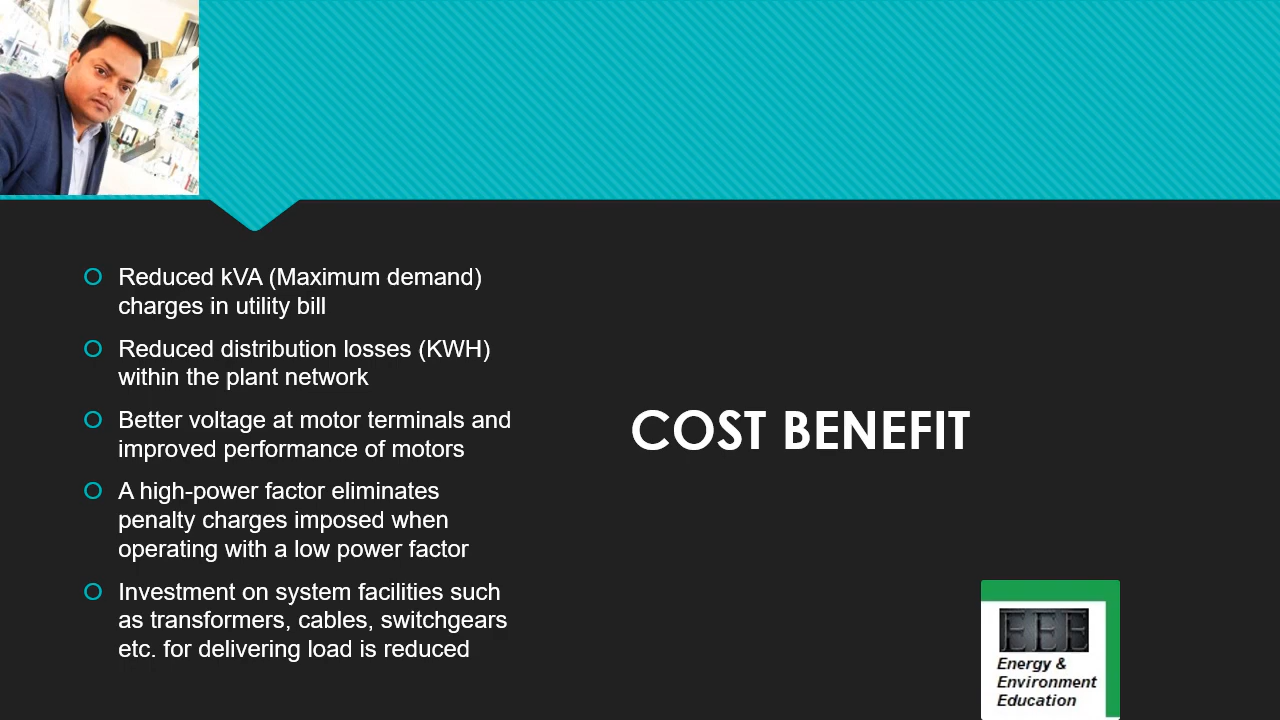 Reduced kVA (Maximum demand)
charges in utility bill
Reduced distribution losses (KWH)
within the plant network
Better voltage at motor terminals and
improved performance of motors
A high-power factor eliminates
penalty charges imposed when
operating with a low power factor
Investment on system facilities such
as transformers, cables, switchgears
etc. for delivering load is reduced
COST BENEFIT
EEE
Energy &
Environment
Education